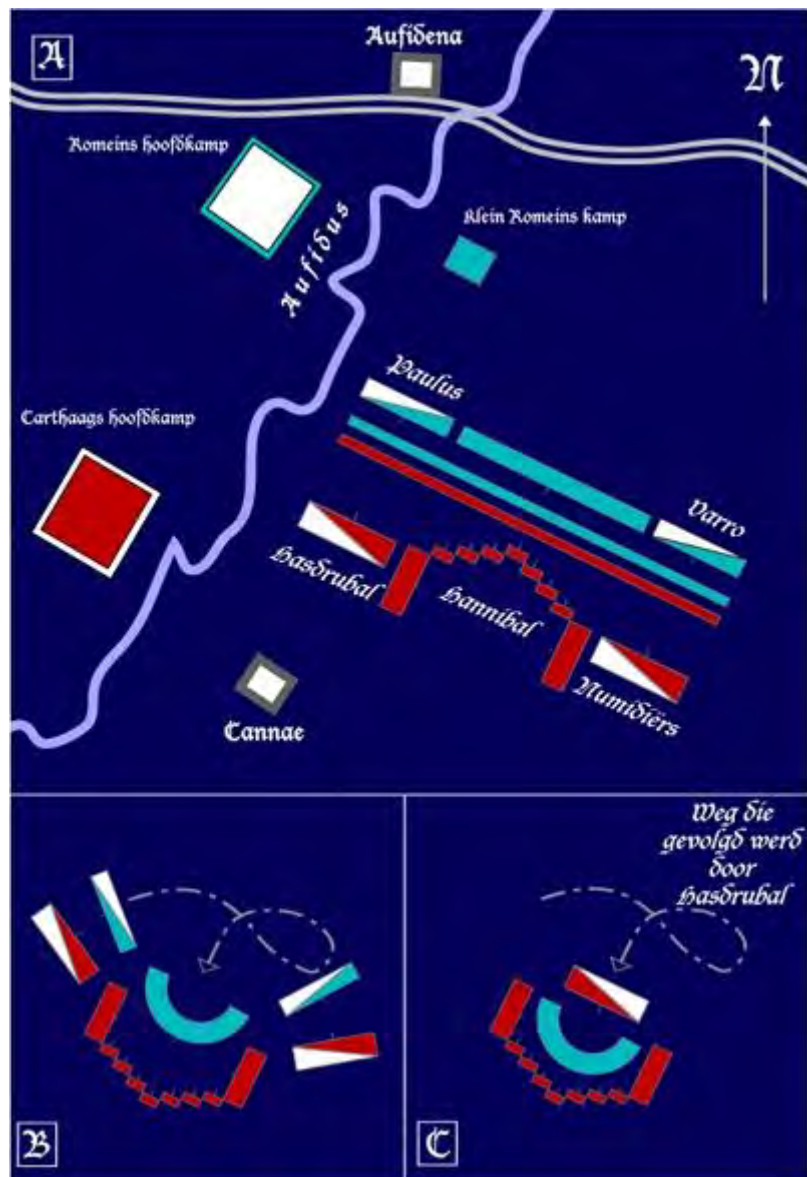 A
Aufidena
N
Romeins hoofdkamp
Aufidus
Klein Romeins kamp
Paulus
Carthaags hoofdkamp
Varro
Hasdrubal
Hannibal
Numidiërs
Cannae
B
C
Weg die
gevolgd werd
door
Hasdrubal